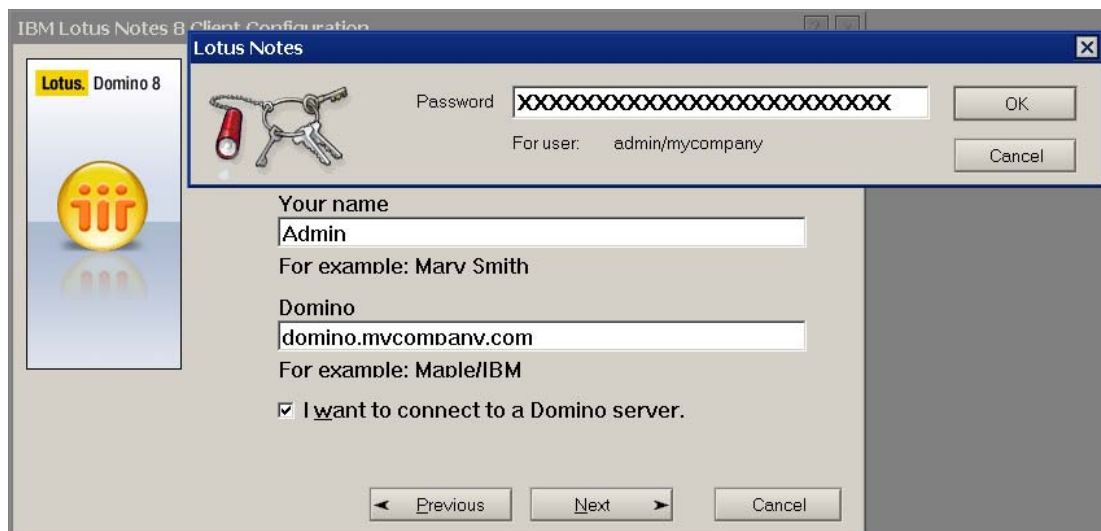 IBM Lotus Notes 8 Client Configuration
Lotus Notes
Lotus. Domino 8
Password XXXXXXXXXXXXXXXXXXXXXXXXXX OK
For user: admin/mycompany
Cancel
Your name
Admin
For example: Mary Smith
Domino
domino.mycompany.com
For example: Maple/IBM
I want to connect to a Domino server.
Previous Next Cancel